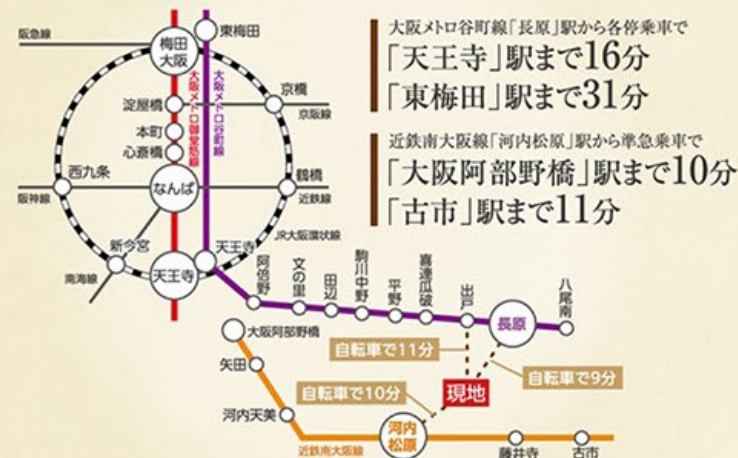 阪急線
梅田
大阪
東梅田
大阪メトロ御堂筋線
大阪メトロ谷町線
淀屋橋
京橋
京阪線
本町
心斎橋
西九条
なんば
鶴橋
阪神線
近鉄線
新今宮
JR大阪環状線
南海線
天王寺
天王寺
大阪メトロ谷町線「長原」駅から各停乗車で
「天王寺」駅まで16分
「東梅田」駅まで31分
近鉄南大阪線「河内松原」駅から準急乗車で
「大阪阿部野橋」駅まで10分
「古市」駅まで11分
阿倍野
文の里
田辺
駒川中野
平野
喜連瓜破
出戸
長原
八尾南
大阪阿部野橋
自転車で11分
矢田
自転車で9分
自転車で10分
現地
河内天美
河内
松原
近鉄南大阪線
藤井寺
古市